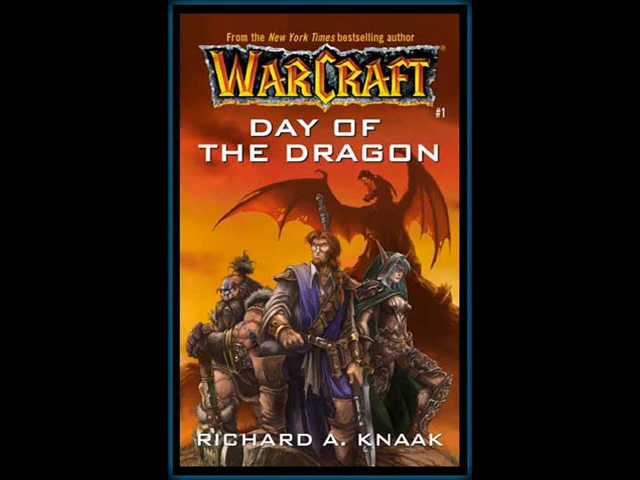 From the New York Times bestselling author
WARCRAFT®
#1
DAY OF
THE DRAGON
RICHARD A. KNAAK